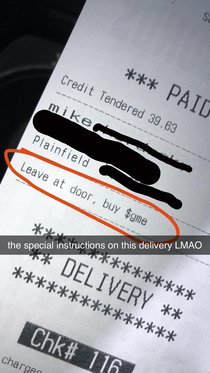 *** PAID
Credit Tendered 39.63
mike
Plainfield
Leave at door, buy $gme
the special instructions on this delivery LMAO
** DELIVERY **
Chk# 116
charges